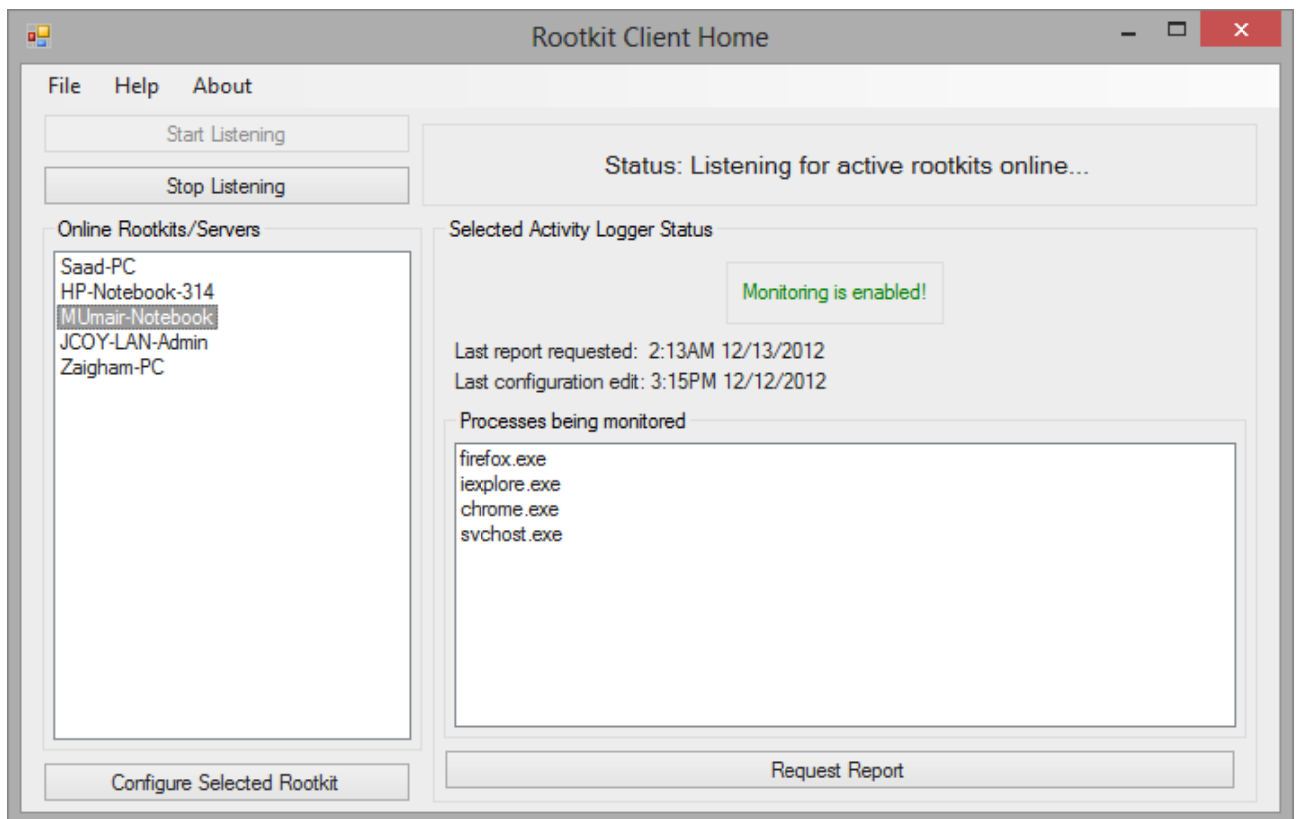 Rootkit Client Home
File Help About
Start Listening
Stop Listening
Status: Listening for active rootkits online...
Online Rootkits/Servers
Saad-PC
HP-Notebook-314
MUmair-Notebook
JCOY-LAN-Admin
Zaigham-PC
Configure Selected Rootkit
Selected Activity Logger Status
Monitoring is enabled!
Last report requested: 2:13AM 12/13/2012
Last configuration edit: 3:15PM 12/12/2012
Processes being monitored
firefox.exe
iexplore.exe
chrome.exe
svchost.exe
Request Report